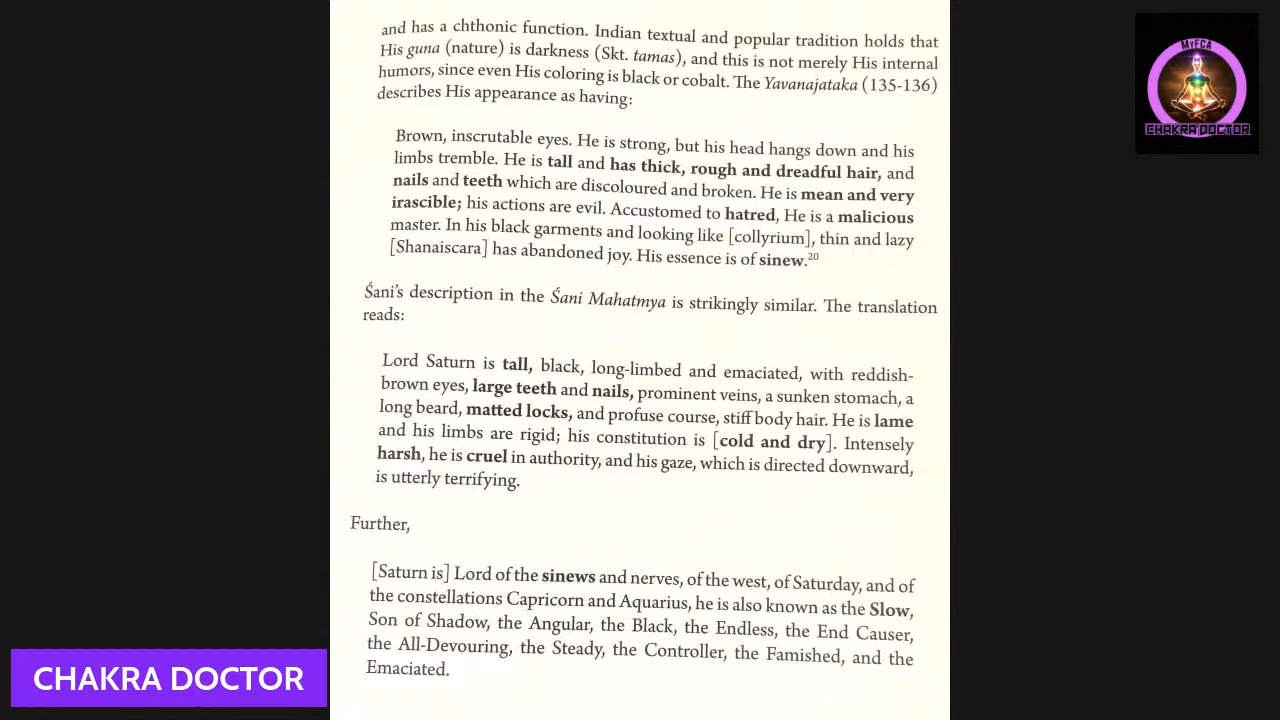 and has a chthonic function. Indian textual and popular tradition holds that
His guna (nature) is darkness (Skt. tamas), and this is not merely His internal
humors, since even His coloring is black or cobalt. The Yavanajataka (135-136)
describes His appearance as having:
Brown, inscrutable eyes. He is strong, but his head hangs down and his
limbs tremble. He is tall and has thick, rough and dreadful hair, and
nails and teeth which are discoloured and broken. He is mean and very
irascible; his actions are evil. Accustomed to hatred, He is a malicious
master. In his black garments and looking like [collyrium], thin and lazy
[Shanaiscara] has abandoned joy. His essence is of sinew.20
Śani's description in the Śani Mahatmya is strikingly similar. The translation
reads:
Lord Saturn is tall, black, long-limbed and emaciated, with reddish-
brown eyes, large teeth and nails, prominent veins, a sunken stomach, a
long beard, matted locks, and profuse course, stiff body hair. He is lame
and his limbs are rigid; his constitution is [cold and dry]. Intensely
harsh, he is cruel in authority, and his gaze, which is directed downward,
is utterly terrifying.
Further,
[Saturn is] Lord of the sinews and nerves, of the west, of Saturday, and of
the constellations Capricorn and Aquarius, he is also known as the Slow,
Son of Shadow, the Angular, the Black, the Endless, the End Causer,
the All-Devouring, the Steady, the Controller, the Famished, and the
Emaciated.
MyFCA
CHAKRA DOCTOR
CHAKRA DOCTOR